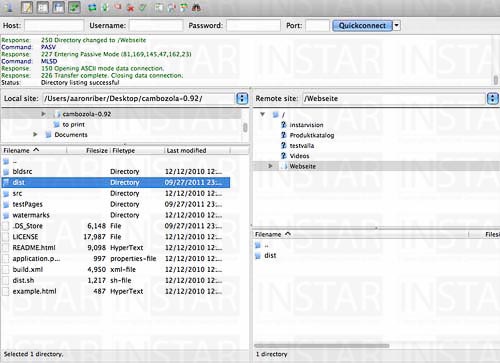 Host: Username: Password: Port: Quickconnect
Response: 250 Directory changed to /Webseite
Command: PASV
Response: 227 Entering Passive Mode (81,169,145,47,162,23)
Command: MLSD
Response: 150 Opening ASCII mode data connection.
Response: 226 Transfer complete. Closing data connection.
Status: Directory listing successful
Local site: /Users/aaronriber/Desktop/cambozola-0.92/
cambozola-0.92
to print
Documents
Filename Filesize Filetype Last modified
..
bldsrc Directory 12/12/2010 12:...
dist Directory 09/27/2011 23:...
src Directory 12/12/2010 12:...
testPages Directory 09/27/2011 23:...
watermarks Directory 12/12/2010 12:...
.DS_Store 6,148 File 09/27/2011 23:...
LICENSE 17,987 File 12/12/2010 12:...
README.html 9,098 HyperText 12/12/2010 12:...
application.p... 997 properties-file 12/12/2010 12:...
build.xml 4,950 xml-file 12/12/2010 12:...
dist.sh 1,217 sh-file 12/12/2010 12:...
example.html 487 HyperText 12/12/2010 12:...
Selected 1 directory.
Remote site: /Webseite
/
instarvision
Produktkatalog
testvalla
Videos
Webseite
Filename
..
dist
1 directory
INSTAR